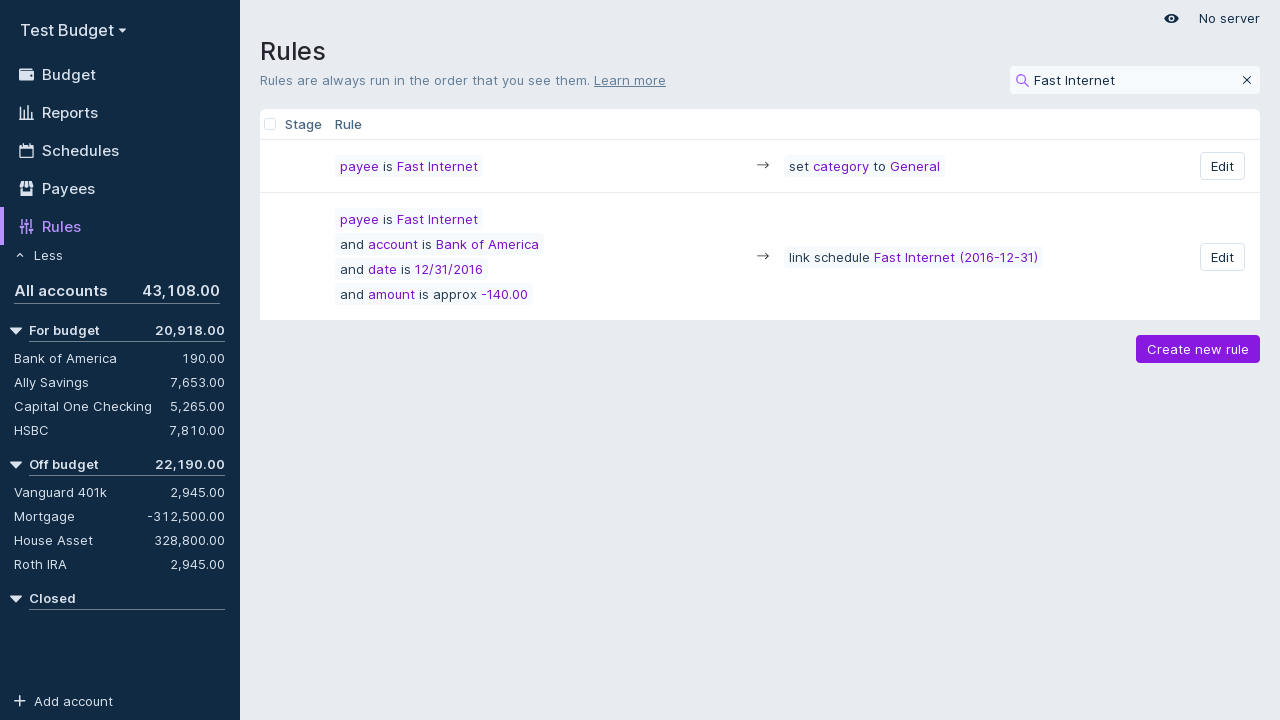 Test Budget
Budget
Reports
Schedules
Payees
Rules
Less
All accounts 43,108.00
For budget 20,918.00
Bank of America 190.00
Ally Savings 7,653.00
Capital One Checking 5,265.00
HSBC 7,810.00
Off budget 22,190.00
Vanguard 401k 2,945.00
Mortgage -312,500.00
House Asset 328,800.00
Roth IRA 2,945.00
Closed
Add account
No server
Rules
Rules are always run in the order that you see them. Learn more
Fast Internet
Stage Rule
payee is Fast Internet → set category to General Edit
payee is Fast Internet
and account is Bank of America
and date is 12/31/2016
and amount is approx -140.00
→ link schedule Fast Internet (2016-12-31) Edit
Create new rule